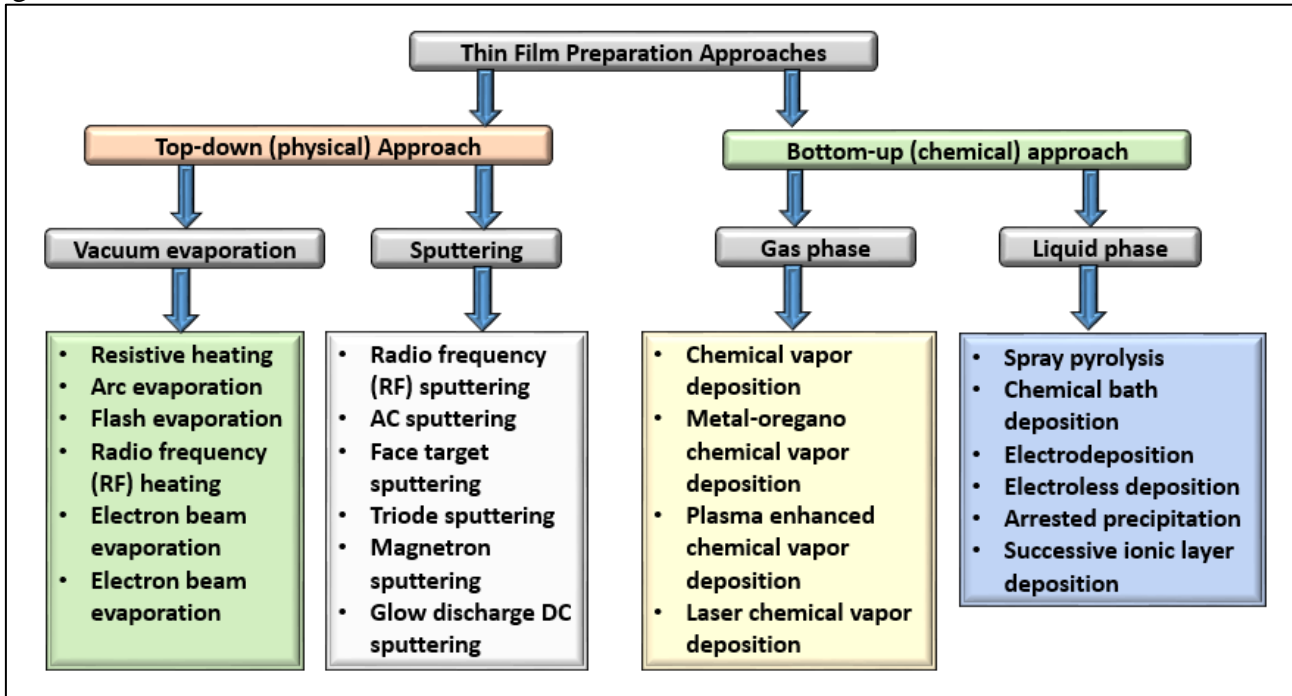 Thin Film Preparation Approaches
Top-down (physical) Approach
Bottom-up (chemical) approach
Vacuum evaporation
Sputtering
Gas phase
Liquid phase
• Resistive heating
• Arc evaporation
• Flash evaporation
• Radio frequency
(RF) heating
• Electron beam
evaporation
• Electron beam
evaporation
• Radio frequency
(RF) sputtering
• AC sputtering
• Face target
sputtering
• Triode sputtering
• Magnetron
sputtering
• Glow discharge DC
sputtering
• Chemical vapor
deposition
• Metal-oregano
chemical vapor
deposition
• Plasma enhanced
chemical vapor
deposition
• Laser chemical vapor
deposition
• Spray pyrolysis
• Chemical bath
deposition
• Electrodeposition
• Electroless deposition
• Arrested precipitation
• Successive ionic layer
deposition